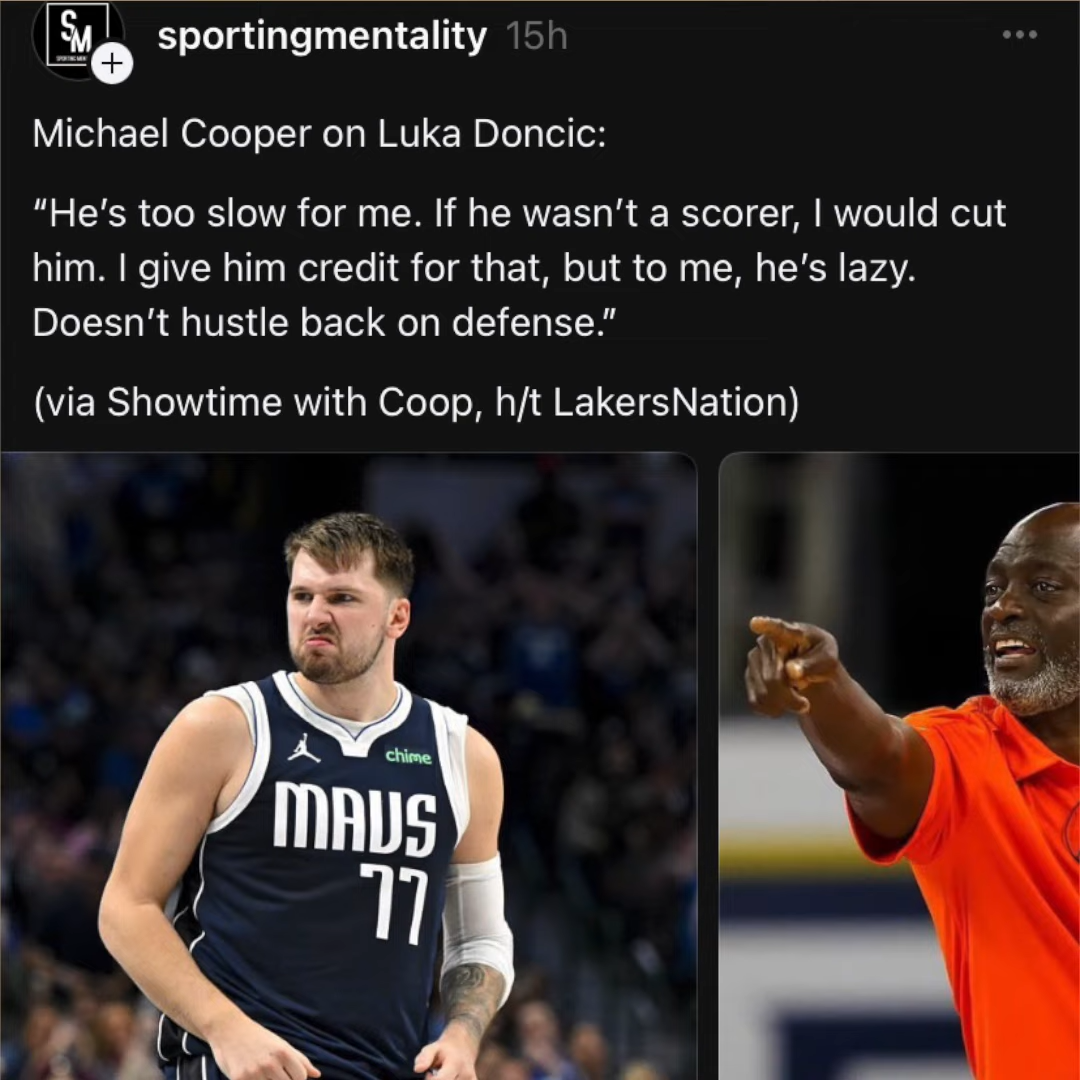 SM
sportingmentality 15h
Michael Cooper on Luka Doncic:
“He’s too slow for me. If he wasn’t a scorer, I would cut
him. I give him credit for that, but to me, he’s lazy.
Doesn’t hustle back on defense.”
(via Showtime with Coop, h/t LakersNation)
chime
MAVS
77